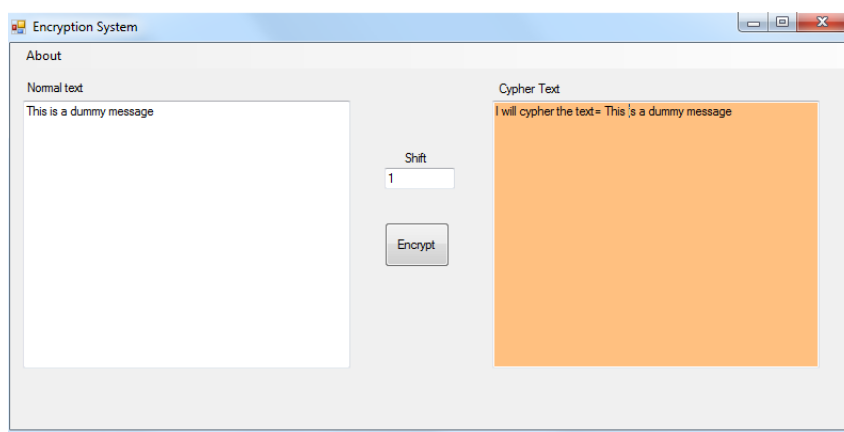 Encryption System
About
Normal text
Cypher Text
This is a dummy message
I will cypher the text= This is a dummy message
Shift
1
Encrypt